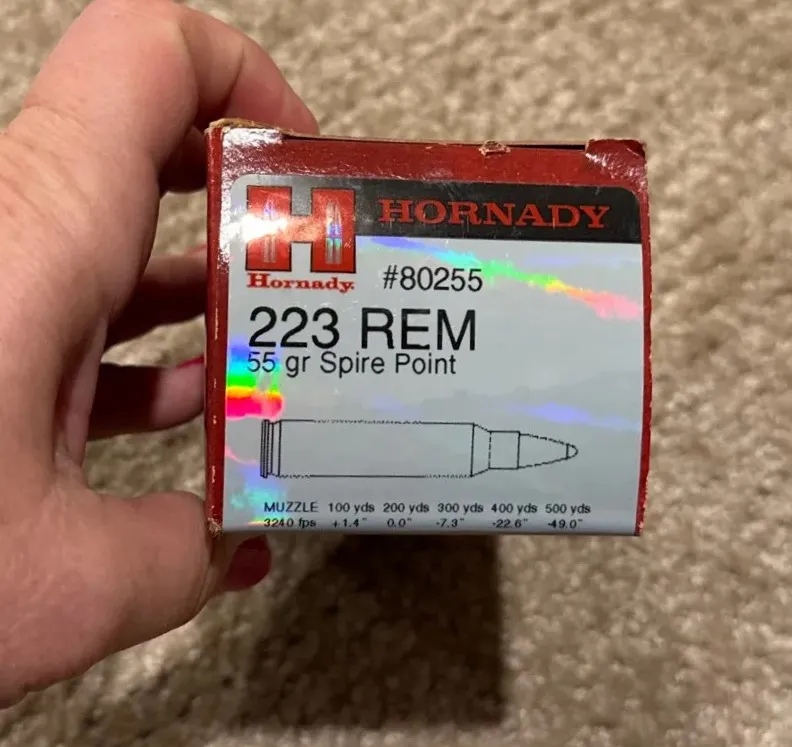 HORNADY
Hornady.
#80255
223 REM
55 gr Spire Point
MUZZLE 100 yds 200 yds 300 yds 400 yds 500 yds
3240 fps +1.4" 0.0" -7.3" -22.6" -49.0"